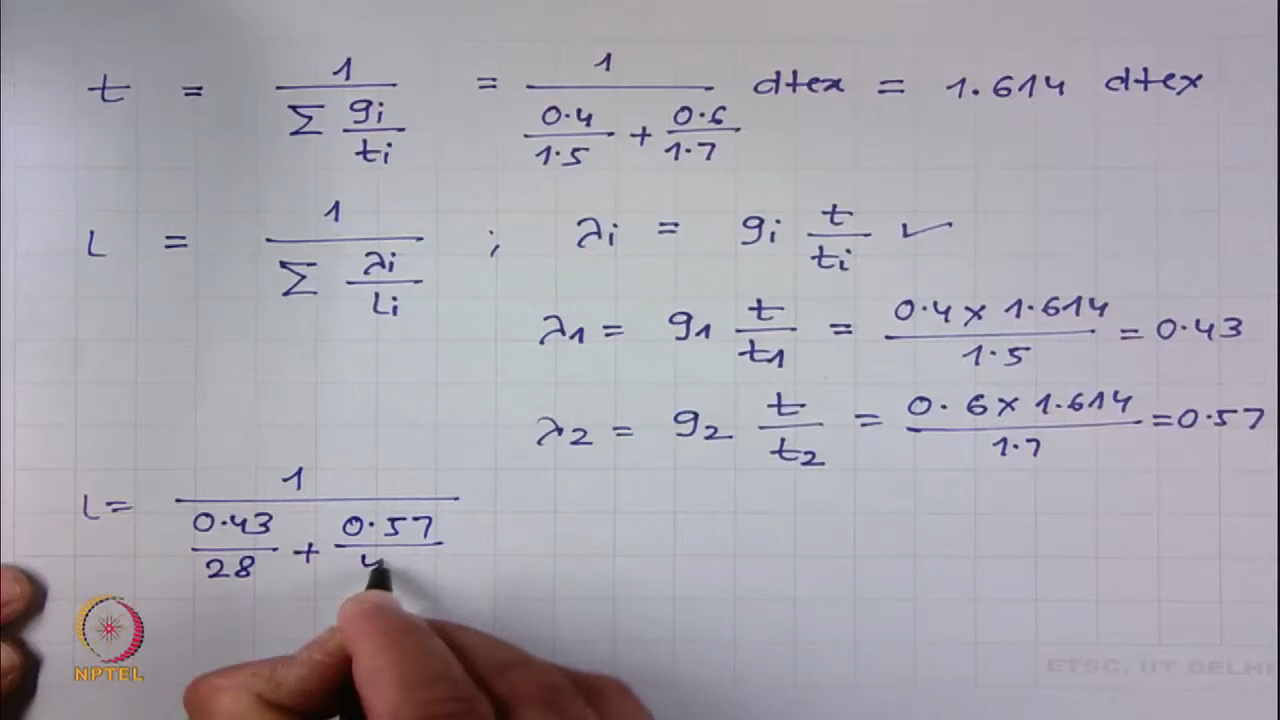 t = 1 / Σ gi/ti = 1 / (0.4/1.5 + 0.6/1.7) dtex = 1.614 dtex
L = 1 / Σ λi/Li ; λi = gi t/ti ✓
λ1 = g1 t/t1 = 0.4 × 1.614 / 1.5 = 0.43
λ2 = g2 t/t2 = 0.6 × 1.614 / 1.7 = 0.57
L = 1 / (0.43/28 + 0.57/4
NPTEL
ETSC, IIT DELHI